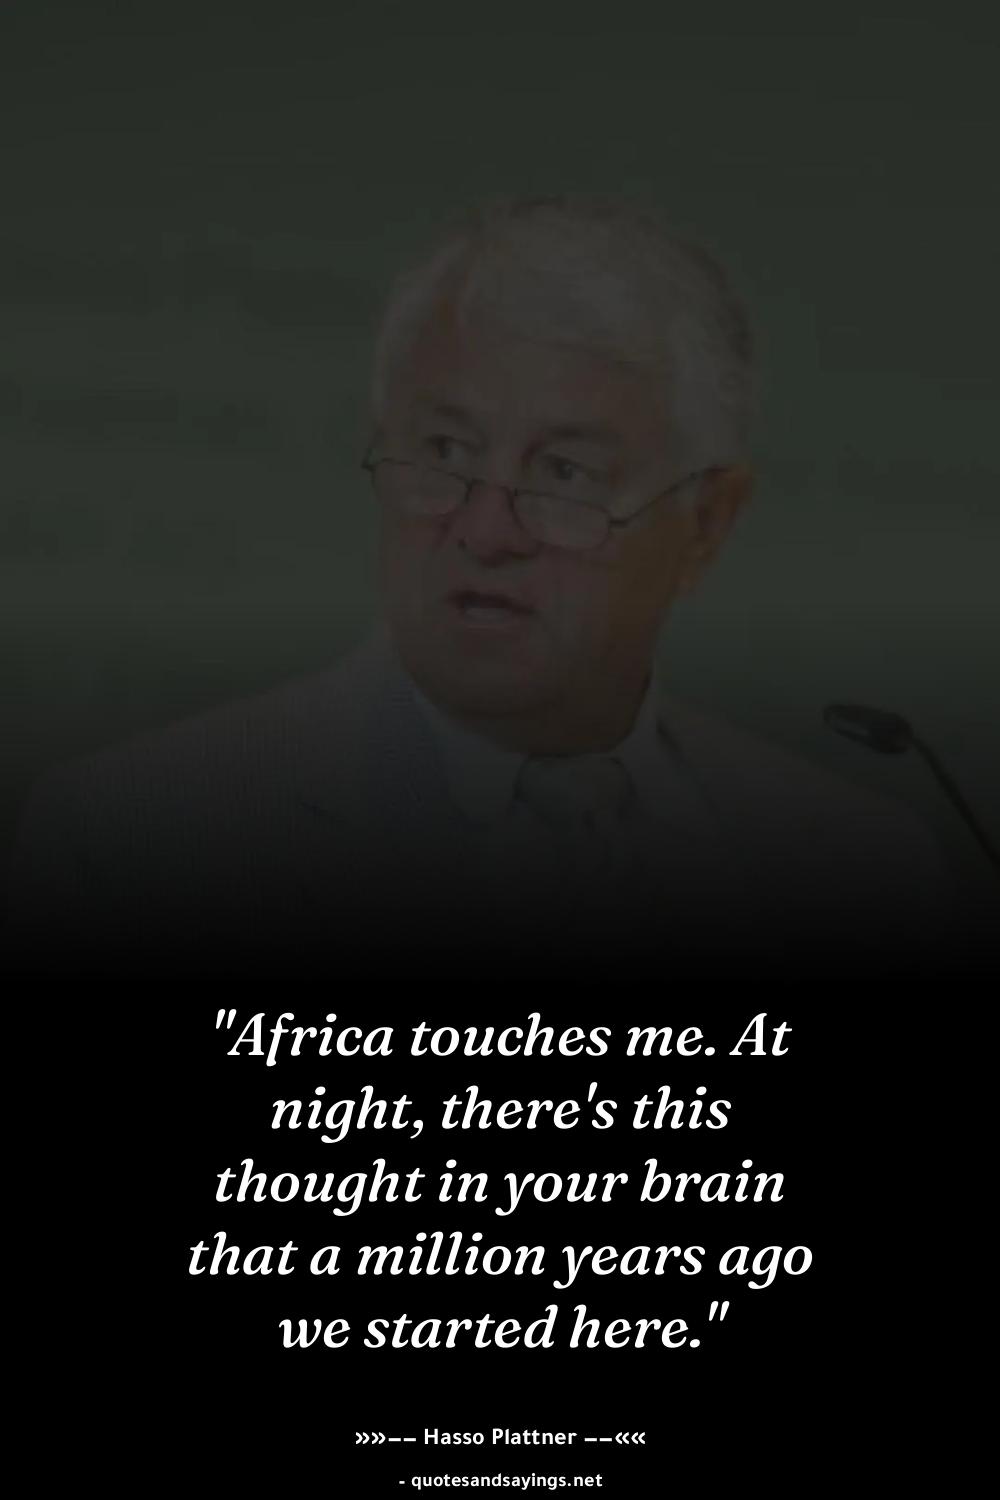 "Africa touches me. At
night, there's this
thought in your brain
that a million years ago
we started here."
»»–– Hasso Plattner ––««
- quotesandsayings.net